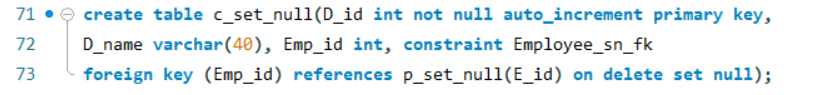 71 create table c_set_null(D_id int not null auto_increment primary key,
72 D_name varchar(40), Emp_id int, constraint Employee_sn_fk
73 foreign key (Emp_id) references p_set_null(E_id) on delete set null);